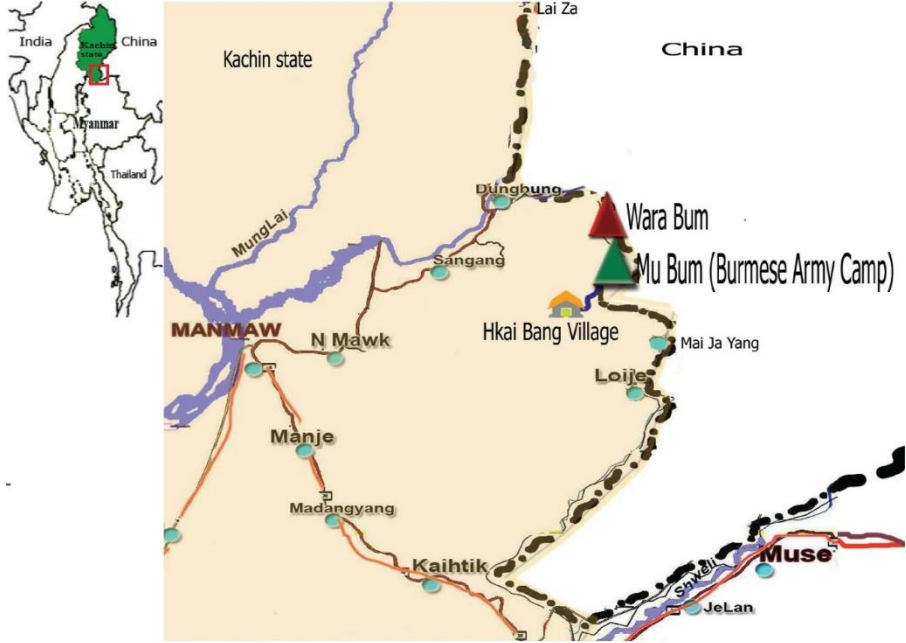 India
China
Kachin
state
Myanmar
Thailand
Lai Za
Kachin state
China
MungLai
Dungbung
Wara Bum
Sangang
Mu Bum (Burmese Army Camp)
MANMAW
N Mawk
Hkai Bang Village
Mai Ja Yang
Loije
Manje
Madangyang
Kaihtik
Muse
Shweli
JeLan